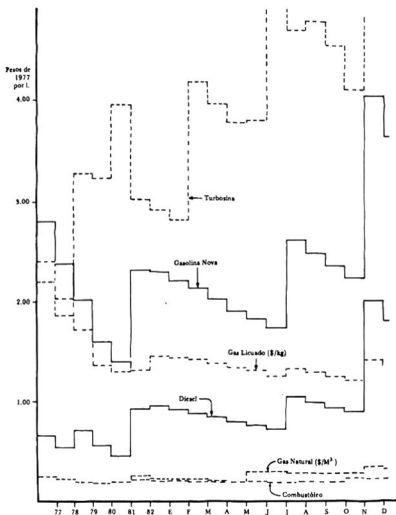 Pesos de
1977
por l.
4.00
3.00
2.00
1.00
Turbosina
Gasolina Nova
Gas Licuado ($/kg)
Diesel
Gas Natural ($/M³)
Combustóleo
77 78 79 80 81 82 E F M A M J J A S O N D